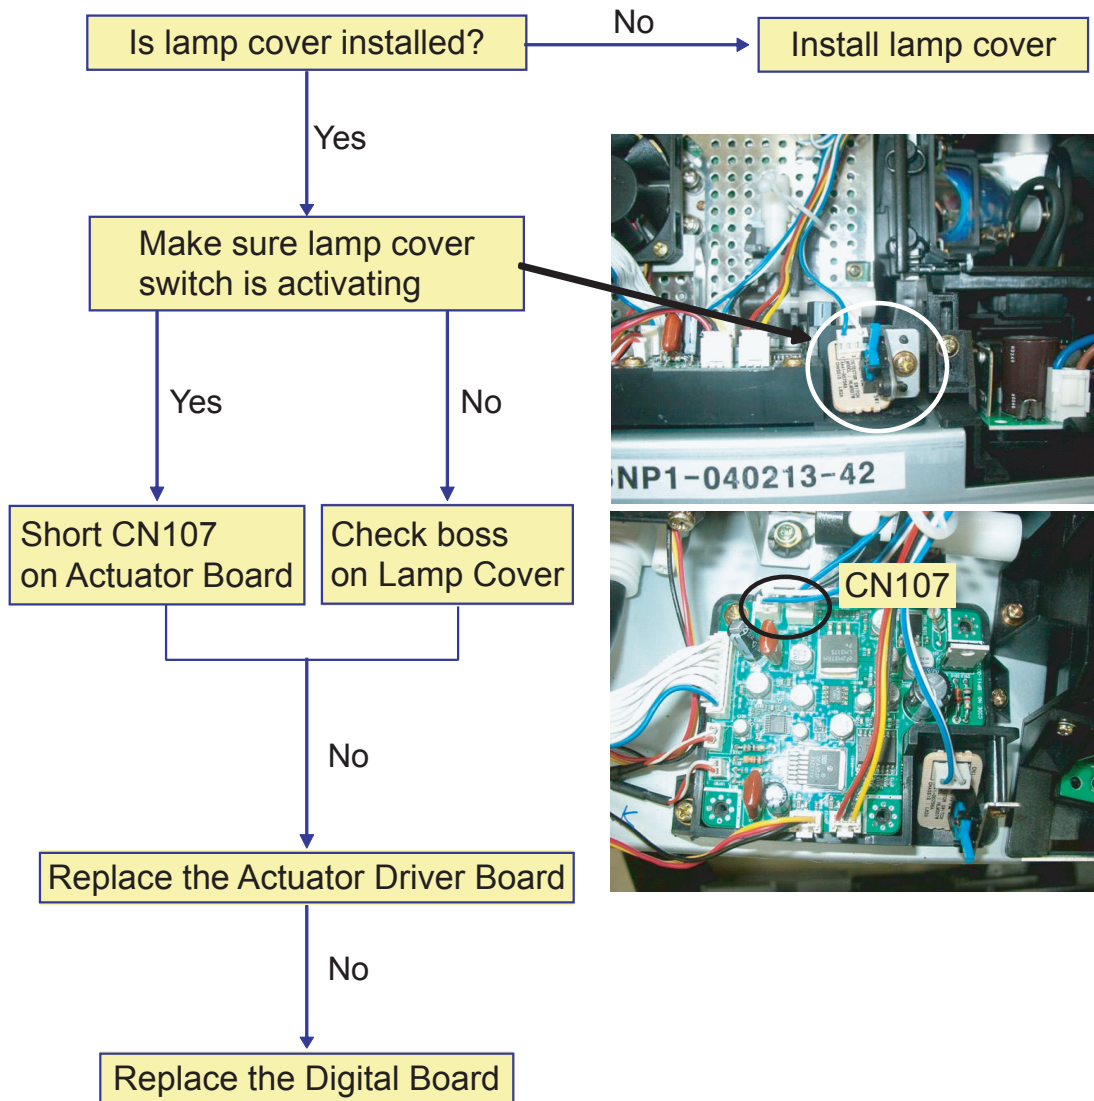 Is lamp cover installed?
No
Install lamp cover
Yes
Make sure lamp cover
switch is activating
Yes
No
NP1-040213-42
Short CN107
on Actuator Board
Check boss
on Lamp Cover
CN107
No
Replace the Actuator Driver Board
No
Replace the Digital Board